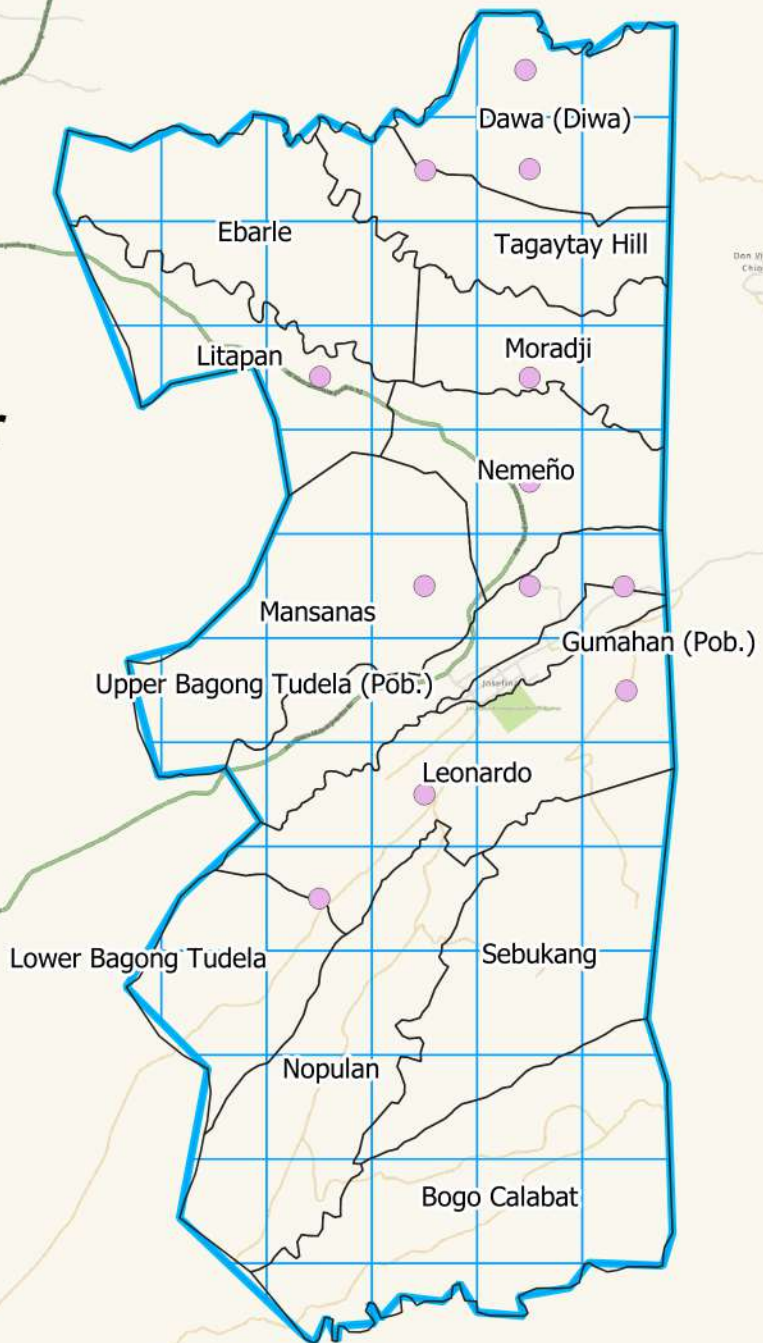 Dawa (Diwa)
Ebarle
Tagaytay Hill
Moradji
Litapan
Nemeño
Mansanas
Gumahan (Pob.)
Upper Bagong Tudela (Pob.)
Josefina
Leonardo
Sebukang
Lower Bagong Tudela
Nopulan
Bogo Calabat